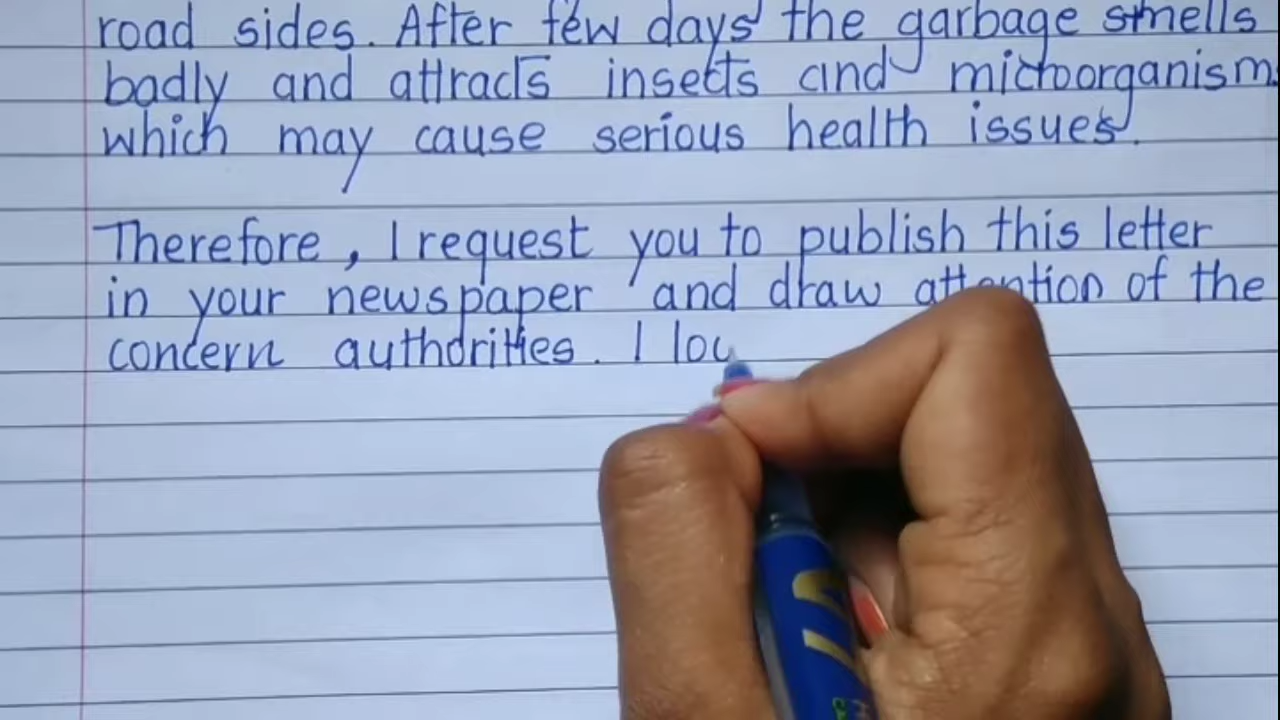 road sides. After few days the garbage smells
badly and attracts insects and microorganism
which may cause serious health issues.
Therefore, I request you to publish this letter
in your newspaper and draw attention of the
concern authorities. I loo